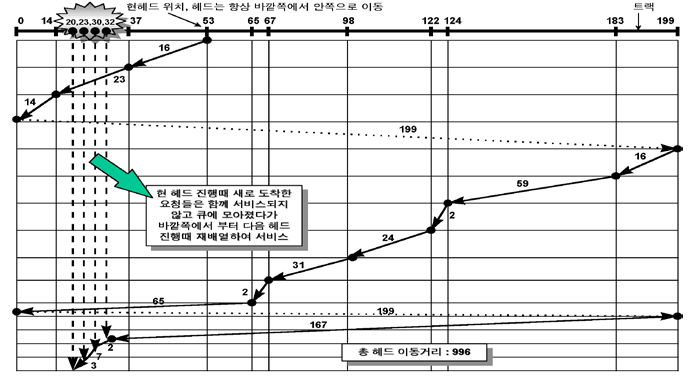 현헤드 위치, 헤드는 항상 바깥쪽에서 안쪽으로 이동
트랙
0 14 20,23,30,32 37 53 65 67 98 122 124 183 199
16
23
14
199
16
59
2
24
31
2
65
199
167
2
7
3
현 헤드 진행때 새로 도착한
요청들은 함께 서비스되지
않고 큐에 모아졌다가
바깥쪽에서 부터 다음 헤드
진행때 재배열하여 서비스
총 헤드 이동거리 : 996